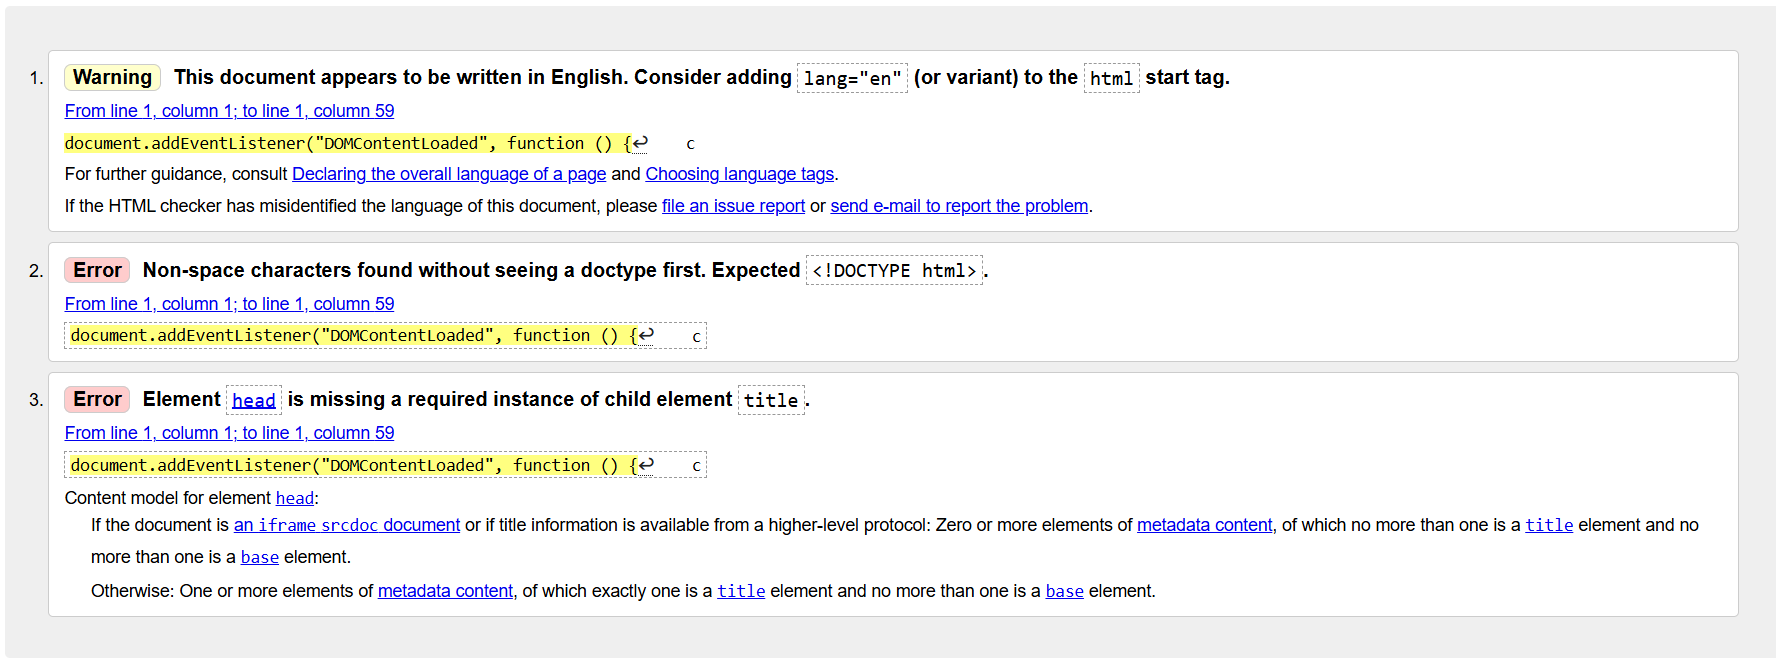 1. Warning This document appears to be written in English. Consider adding lang="en" (or variant) to the html start tag.
From line 1, column 1; to line 1, column 59
document.addEventListener("DOMContentLoaded", function () {↩    c
For further guidance, consult Declaring the overall language of a page and Choosing language tags.
If the HTML checker has misidentified the language of this document, please file an issue report or send e-mail to report the problem.
2. Error Non-space characters found without seeing a doctype first. Expected <!DOCTYPE html>.
From line 1, column 1; to line 1, column 59
document.addEventListener("DOMContentLoaded", function () {↩    c
3. Error Element head is missing a required instance of child element title.
From line 1, column 1; to line 1, column 59
document.addEventListener("DOMContentLoaded", function () {↩    c
Content model for element head:
If the document is an iframe srcdoc document or if title information is available from a higher-level protocol: Zero or more elements of metadata content, of which no more than one is a title element and no
more than one is a base element.
Otherwise: One or more elements of metadata content, of which exactly one is a title element and no more than one is a base element.